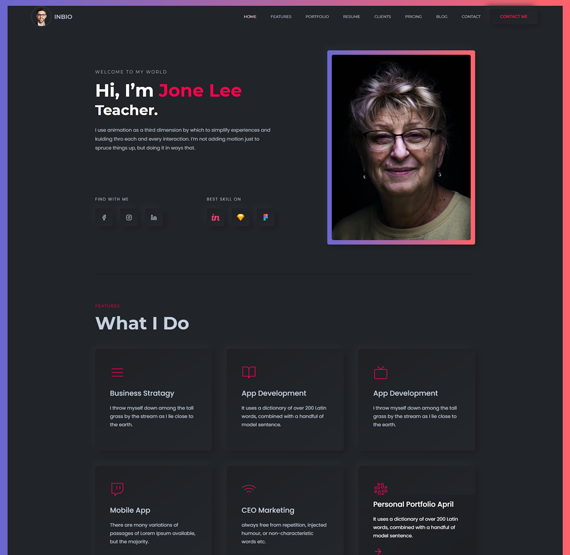 INBIO
HOME FEATURES PORTFOLIO RESUME CLIENTS PRICING BLOG CONTACT CONTACT ME
WELCOME TO MY WORLD
Hi, I'm Jone Lee
Teacher.
I use animation as a third dimension by which to simplify experiences and
kuiding thro each and every interaction. I'm not adding motion just to
spruce things up, but doing it in ways that.
FIND WITH ME
BEST SKILL ON
in
FEATURES
What I Do
Business Stratagy
I throw myself down among the tall
grass by the stream as I lie close to
the earth.
App Development
It uses a dictionary of over 200 Latin
words, combined with a handful of
model sentence.
App Development
I throw myself down among the tall
grass by the stream as I lie close to
the earth.
Mobile App
There are many variations of
passages of Lorem Ipsum available,
but the majority.
CEO Marketing
always free from repetition, injected
humour, or non-characteristic
words etc.
Personal Portfolio April
It uses a dictionary of over 200 Latin
words, combined with a handful of
model sentence.